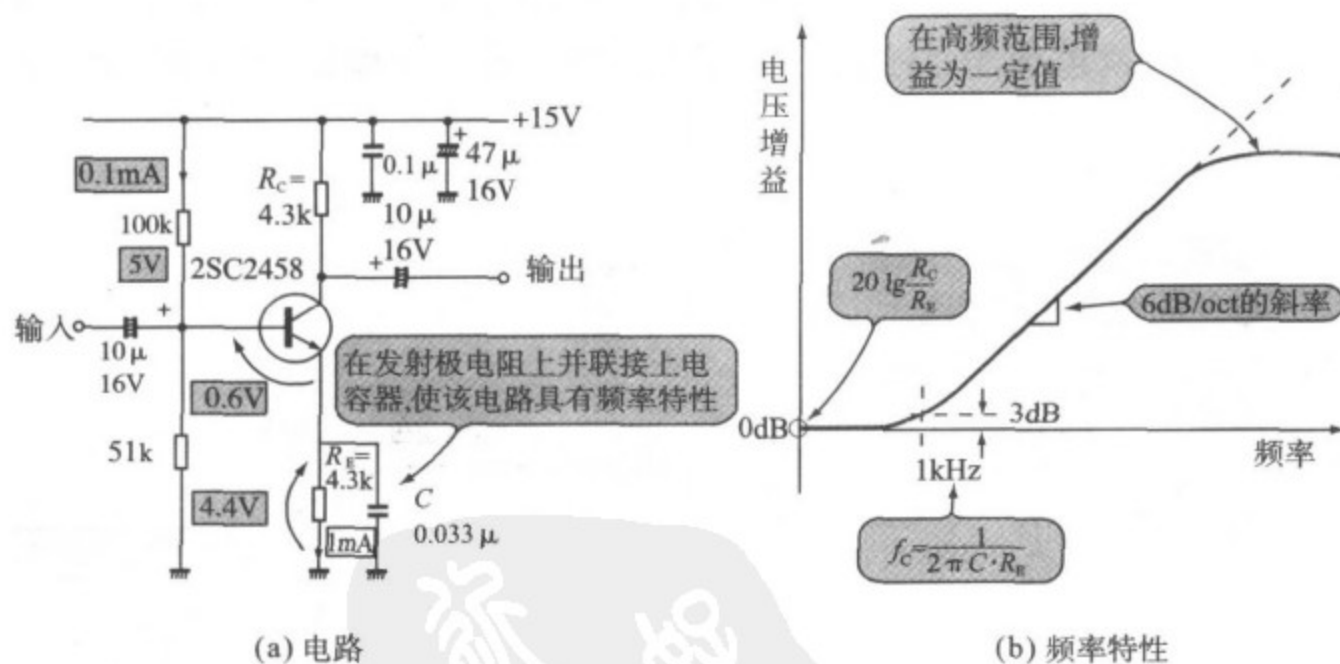 +15V
0.1mA
R_C=
4.3k
0.1μ
47μ
16V
10μ
16V
100k
5V
2SC2458
输出
输入
10μ
16V
0.6V
在发射极电阻上并联接上电
容器,使该电路具有频率特性
51k
R_E=
4.3k
4.4V
C
0.033μ
1mA
(a) 电路
电压增益
在高频范围,增
益为一定值
20 lg R_C/R_E
6dB/oct的斜率
0dB
3dB
1kHz
频率
f_C=1/(2πC·R_E)
(b) 频率特性